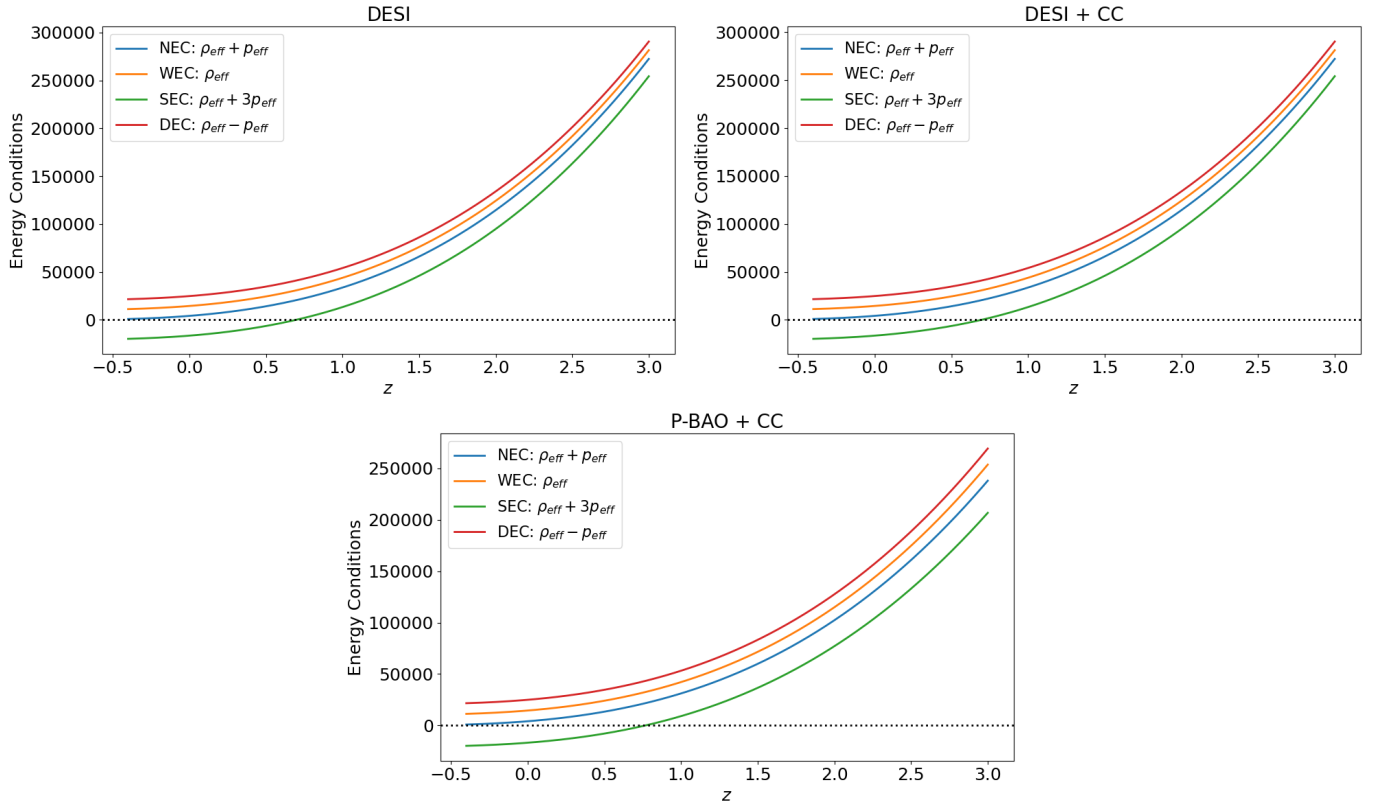 DESI
NEC: ρeff + peff
WEC: ρeff
SEC: ρeff + 3peff
DEC: ρeff − peff
Energy Conditions
300000
250000
200000
150000
100000
50000
0
−0.5 0.0 0.5 1.0 1.5 2.0 2.5 3.0
z
DESI + CC
NEC: ρeff + peff
WEC: ρeff
SEC: ρeff + 3peff
DEC: ρeff − peff
Energy Conditions
300000
250000
200000
150000
100000
50000
0
−0.5 0.0 0.5 1.0 1.5 2.0 2.5 3.0
z
P-BAO + CC
NEC: ρeff + peff
WEC: ρeff
SEC: ρeff + 3peff
DEC: ρeff − peff
Energy Conditions
250000
200000
150000
100000
50000
0
−0.5 0.0 0.5 1.0 1.5 2.0 2.5 3.0
z